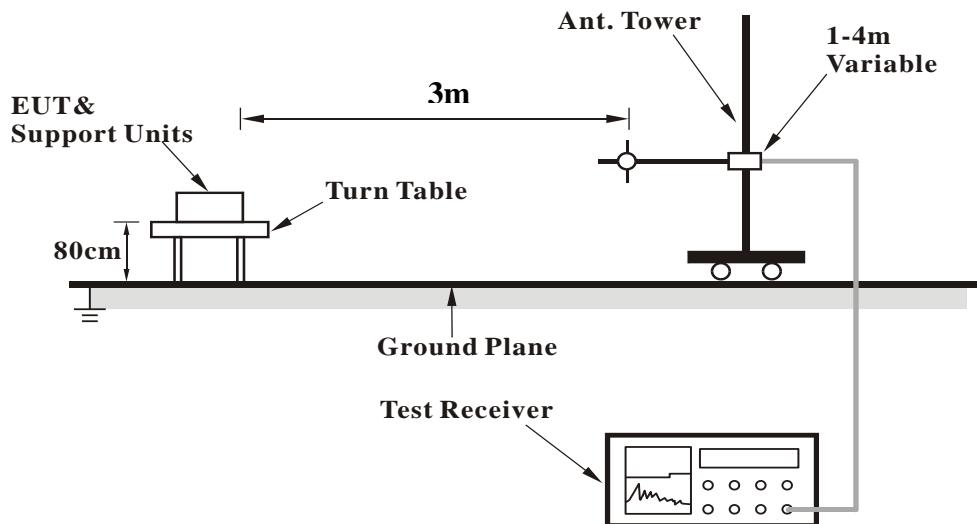 Ant. Tower
1-4m
Variable
3m
EUT&
Support Units
Turn Table
80cm
Ground Plane
Test Receiver